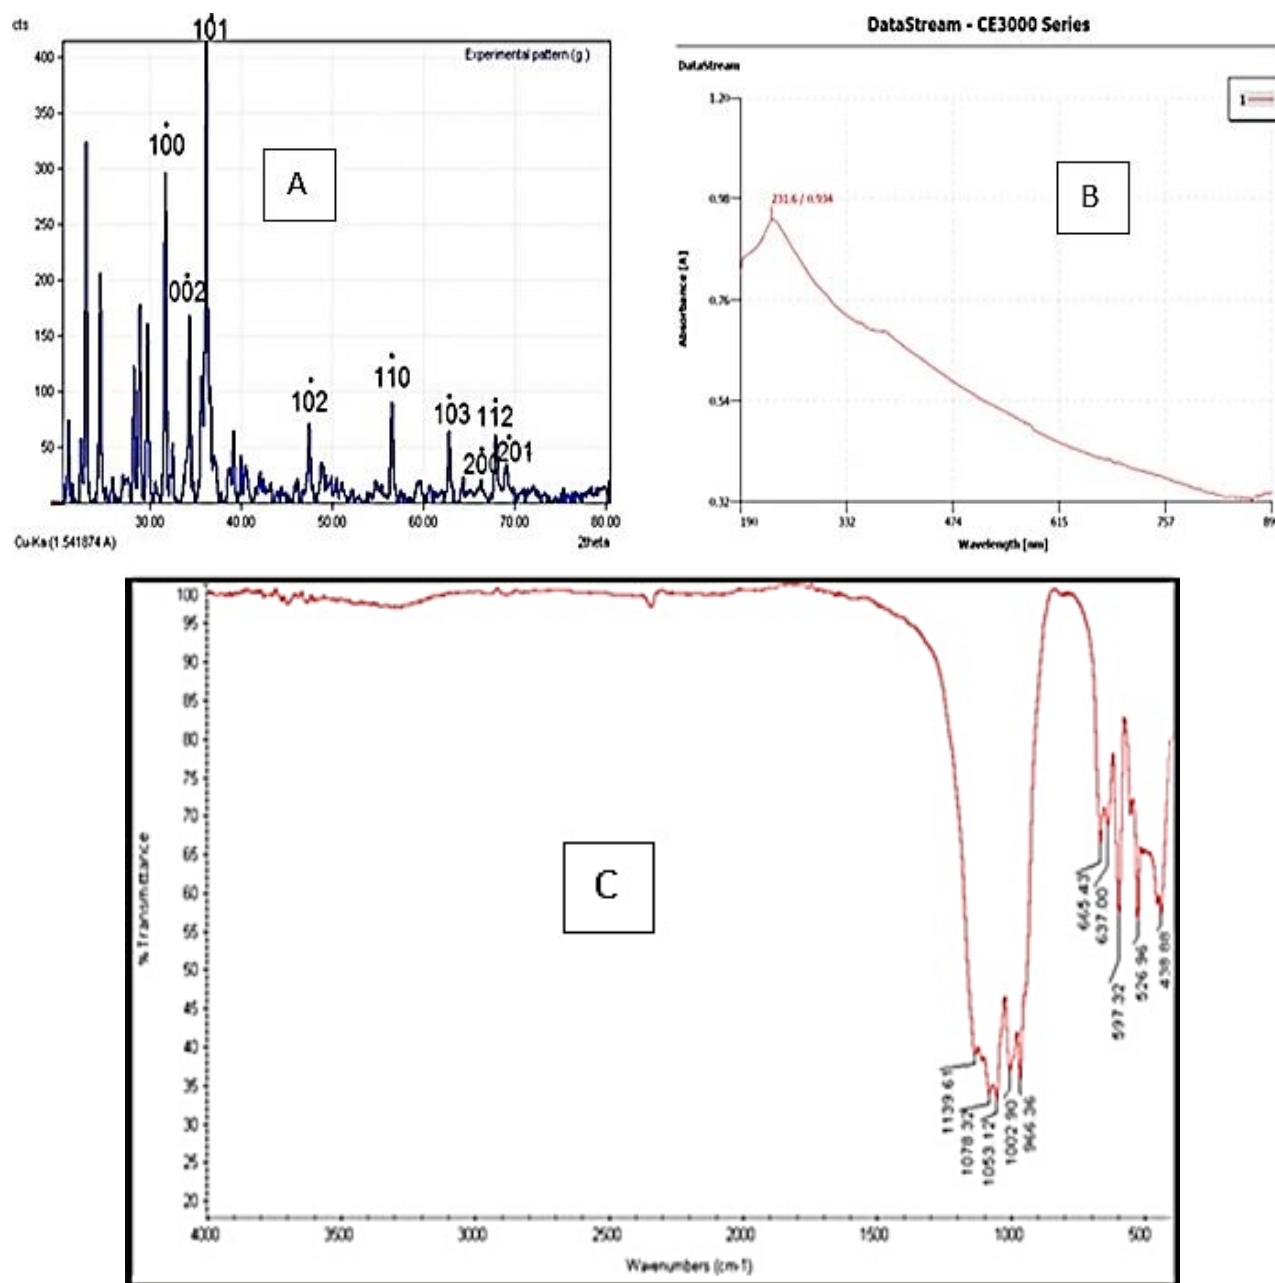 cts
101
400
Experimental pattern (g )
350
300
250
200
150
100
50
100
A
002
102
110
103
112
200
201
30.00 40.00 50.00 60.00 70.00 80.00
Cu-Ka (1.541874 A)
2theta
DataStream - CE3000 Series
DataStream
1
1.20
0.98
0.76
0.54
0.32
231.6 / 0.934
B
Absorbance [A]
190 332 474 615 757 89
Wavelength [nm]
100
95
90
85
80
75
70
65
60
55
50
45
40
35
30
25
20
% Transmittance
C
1139.61
1078.32
1053.12
1002.90
966.36
665.43
637.00
597.32
526.96
438.88
4000 3500 3000 2500 2000 1500 1000 500
Wavenumbers (cm-1)